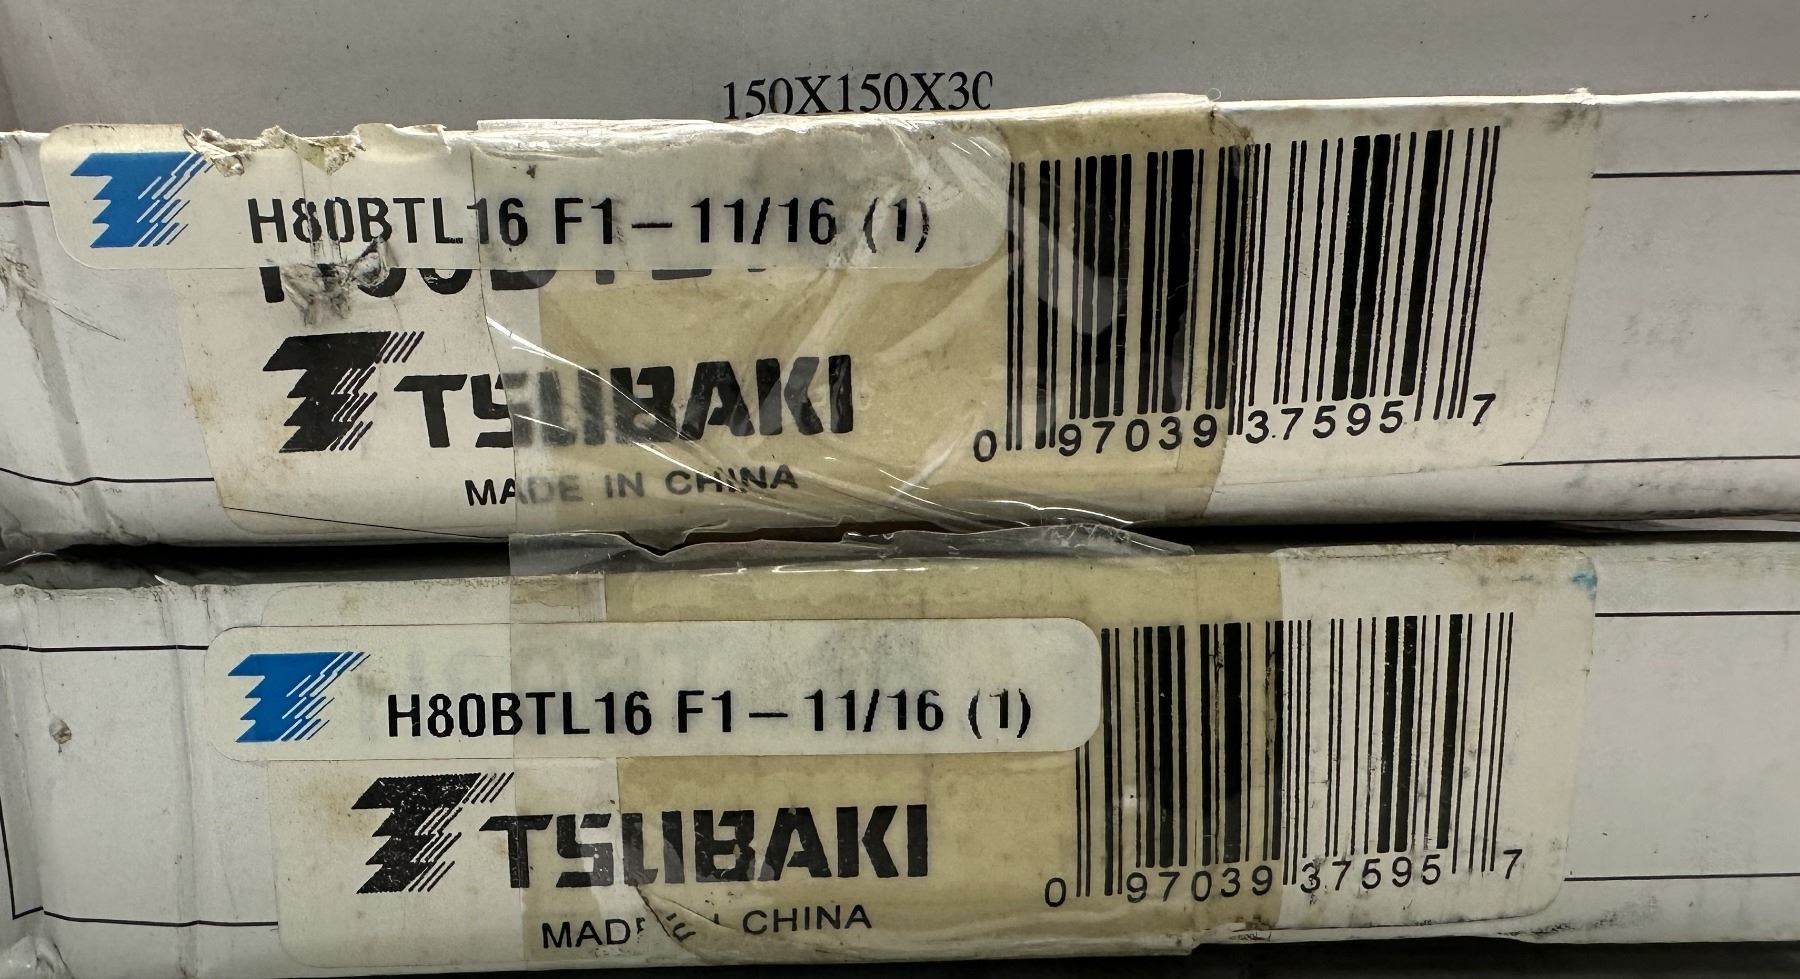 150X150X30
H80BTL16 F1-11/16 (1)
TSUBAKI
MADE IN CHINA
0 97039 37595 7
H80BTL16 F1-11/16 (1)
TSUBAKI
MADE CHINA
0 97039 37595 7